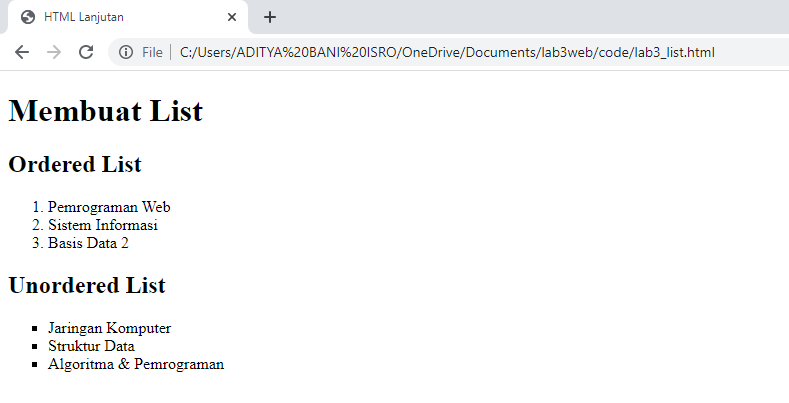 HTML Lanjutan
File C:/Users/ADITYA%20BANI%20ISRO/OneDrive/Documents/lab3web/code/lab3_list.html
Membuat List
Ordered List
1. Pemrograman Web
2. Sistem Informasi
3. Basis Data 2
Unordered List
▪ Jaringan Komputer
▪ Struktur Data
▪ Algoritma & Pemrograman